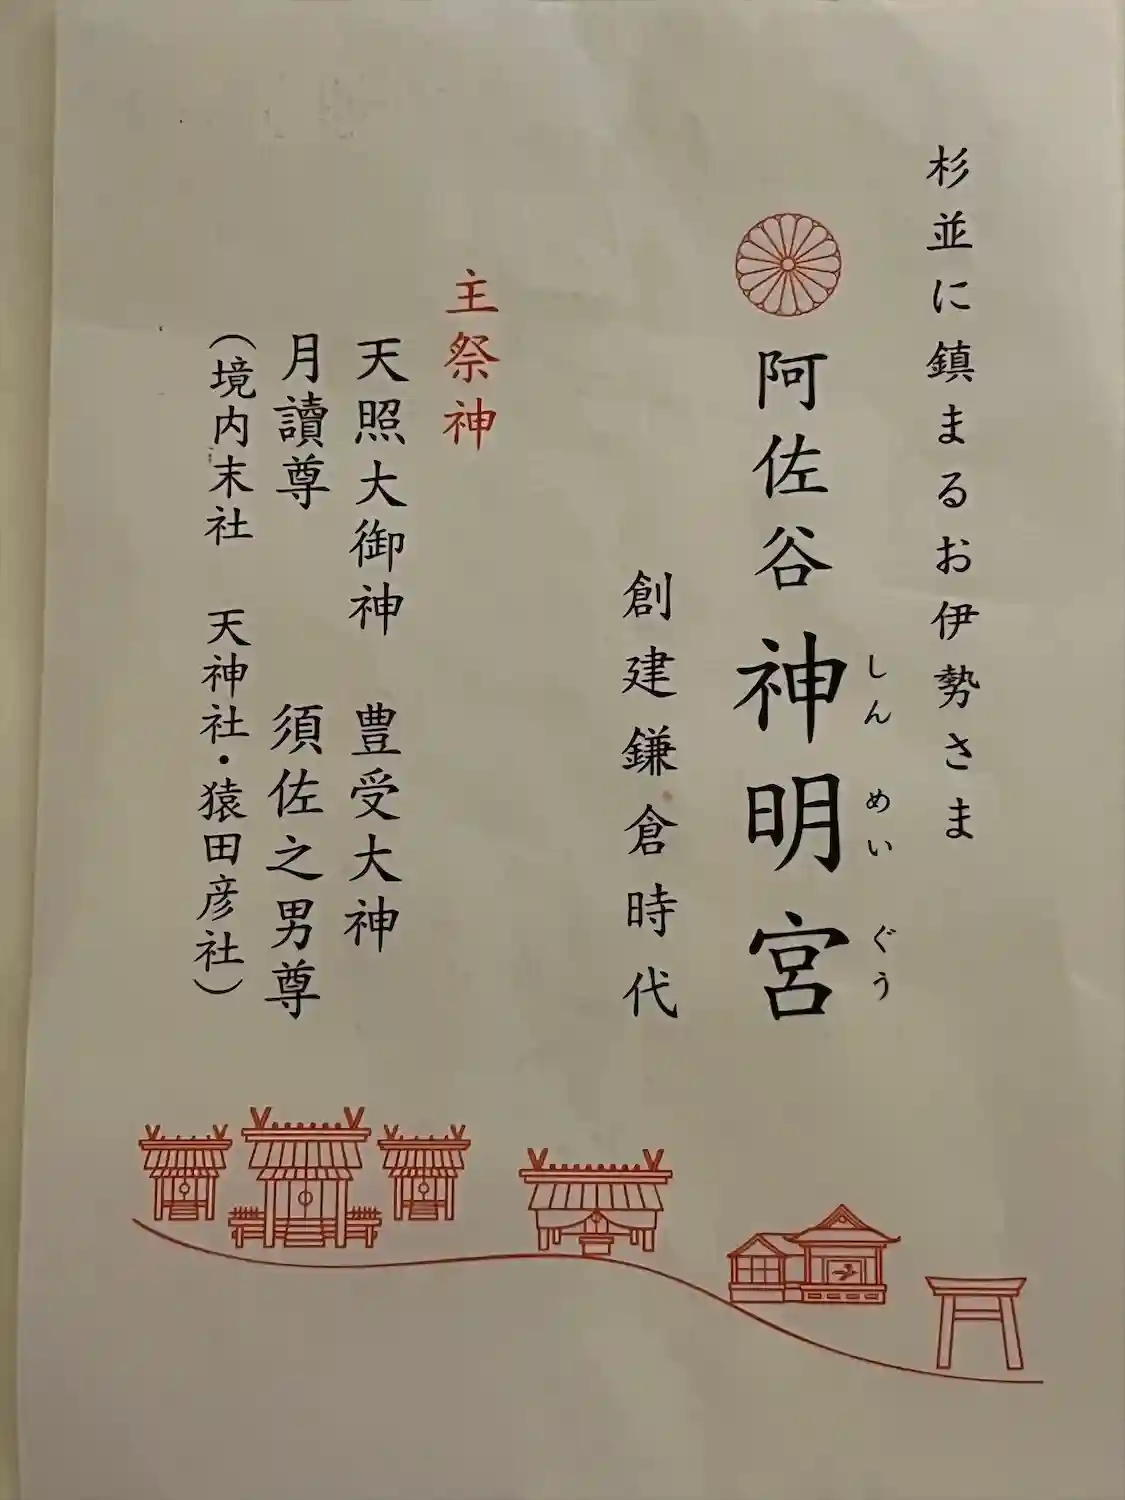 杉並に鎮まるお伊勢さま
阿佐谷神明宮
しんめいぐう
創建鎌倉時代
主祭神
天照大御神　豊受大神
月讀尊　須佐之男尊
（境内末社　天神社・猿田彦社）